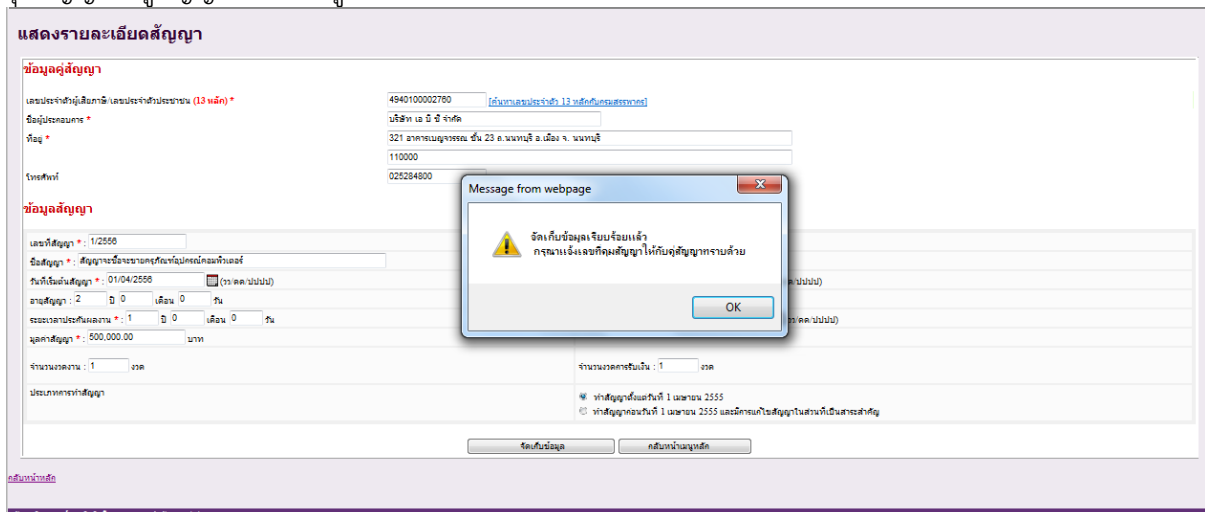 แสดงรายละเอียดสัญญา
ข้อมูลคู่สัญญา
เลขประจำตัวผู้เสียภาษี/เลขประจำตัวประชาชน (13 หลัก) * 4940100002760 [ค้นหาเลขประจำตัว 13 หลักกับกรมสรรพากร]
ชื่อผู้ประกอบการ * บริษัท เอ บี ซี จำกัด
ที่อยู่ * 321 อาคารเบญจวรรณ ชั้น 23 ถ.นนทบุรี อ.เมือง จ. นนทบุรี
110000
โทรศัพท์ 025284800
Message from webpage
จัดเก็บข้อมูลเรียบร้อยแล้ว
กรุณาแจ้งเลขที่คุมสัญญาให้กับคู่สัญญาทราบด้วย
OK
ข้อมูลสัญญา
เลขที่สัญญา * : 1/2556
ชื่อสัญญา * : สัญญาจะซื้อจะขายครุภัณฑ์อุปกรณ์คอมพิวเตอร์
วันที่เริ่มต้นสัญญา * : 01/04/2556 (วว/ดด/ปปปป)
อายุสัญญา : 2 ปี 0 เดือน 0 วัน
ระยะเวลาประกันผลงาน * : 1 ปี 0 เดือน 0 วัน
มูลค่าสัญญา * : 500,000.00 บาท
จำนวนงวดงาน : 1 งวด จำนวนงวดการรับเงิน : 1 งวด
ประเภทการทำสัญญา ทำสัญญาตั้งแต่วันที่ 1 เมษายน 2555
ทำสัญญาก่อนวันที่ 1 เมษายน 2555 และมีการแก้ไขสัญญาในส่วนที่เป็นสาระสำคัญ
จัดเก็บข้อมูล กลับหน้าเมนูหลัก
กลับหน้าหลัก